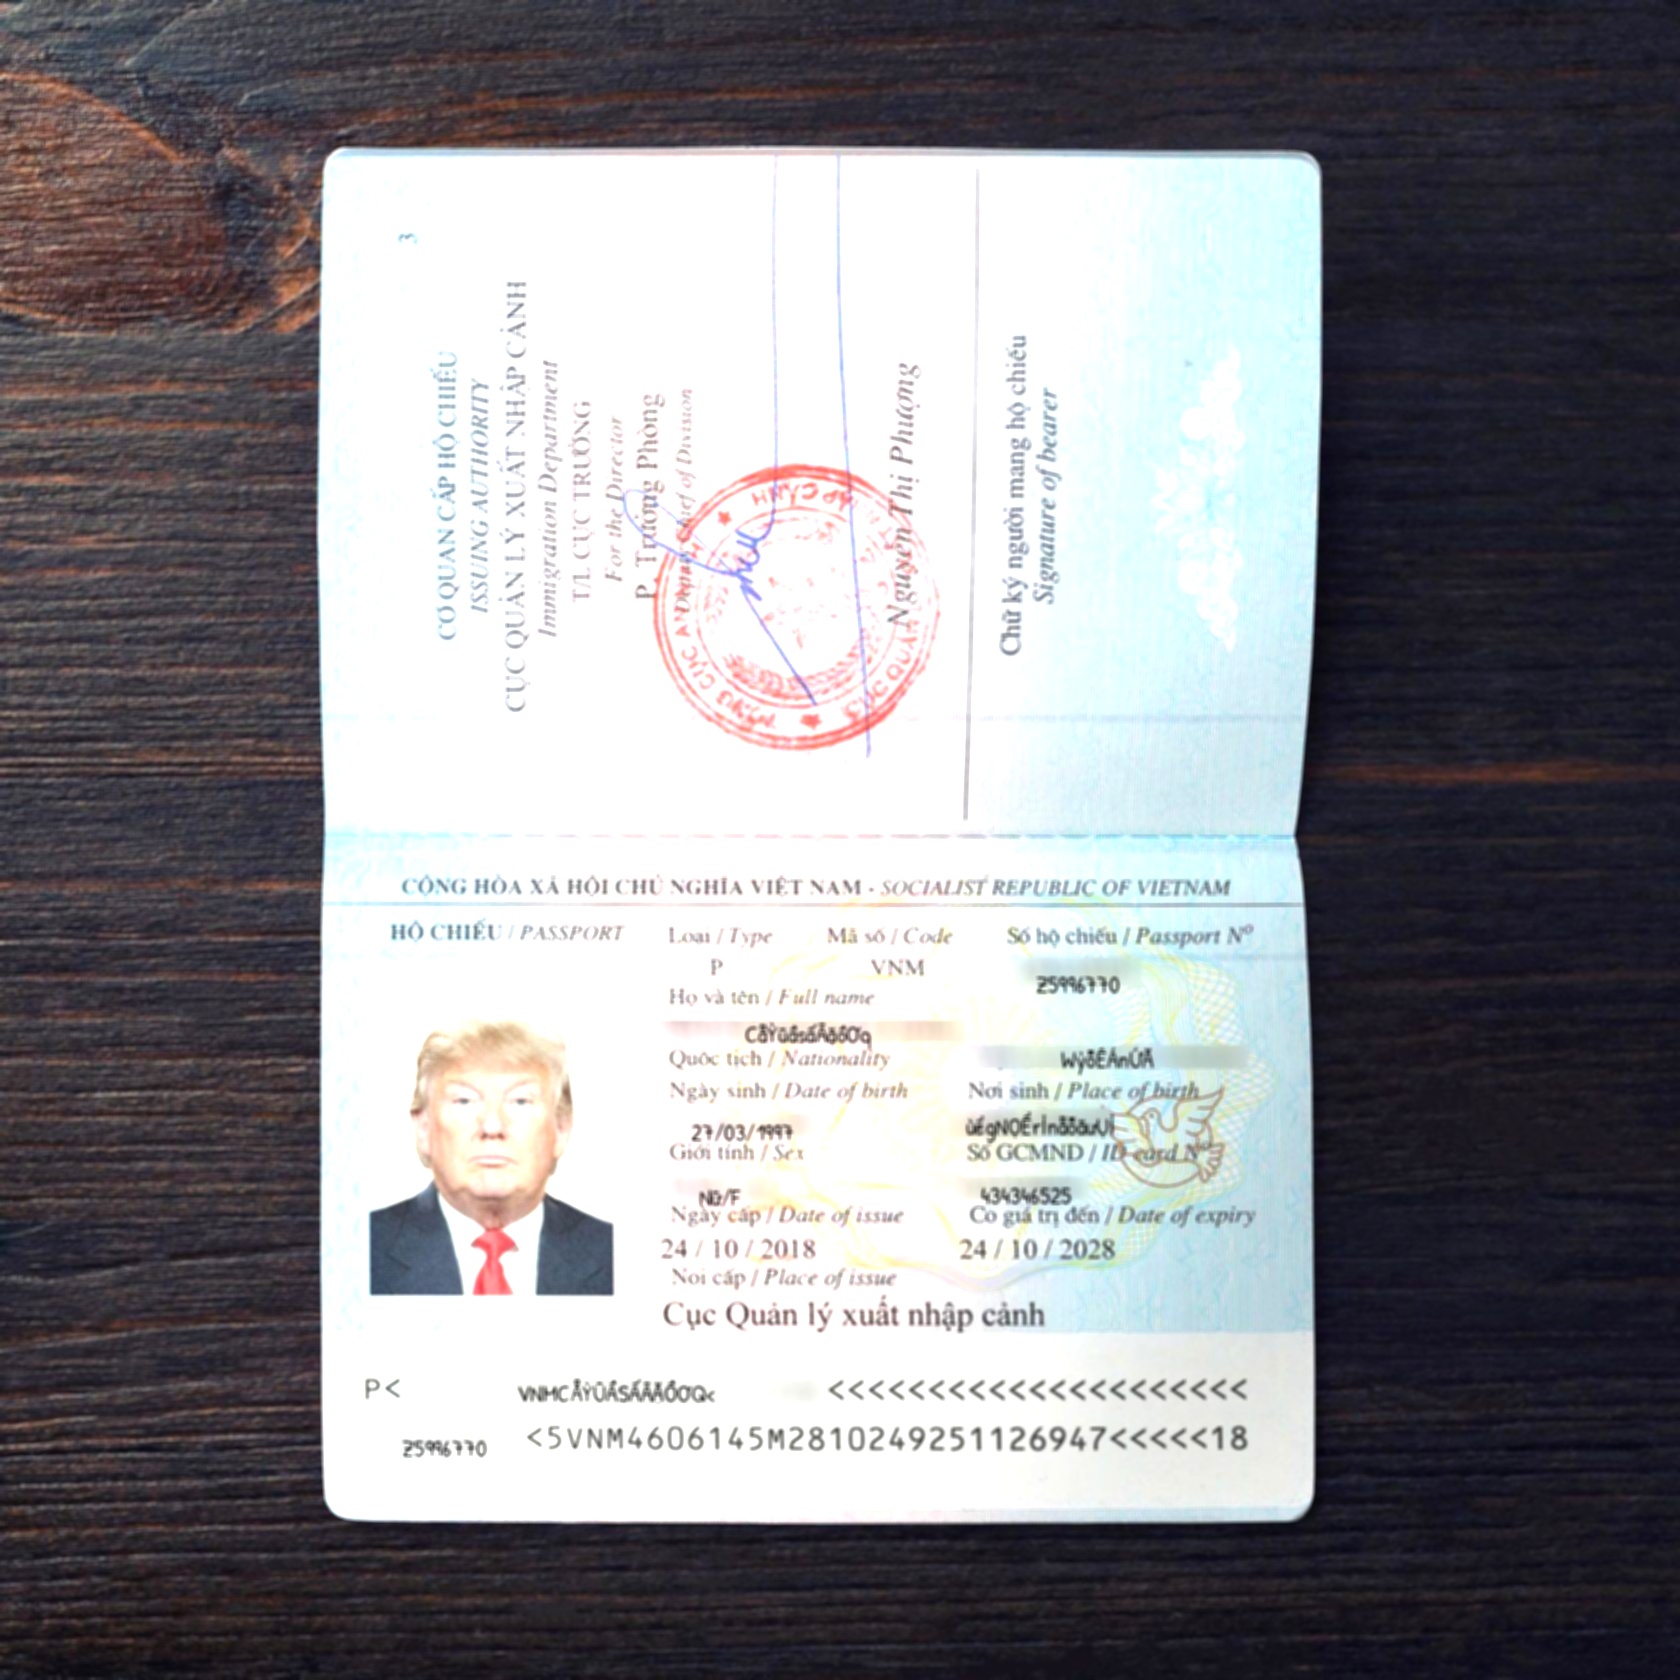 3
CƠ QUAN CẤP HỘ CHIẾU
ISSUING AUTHORITY
CỤC QUẢN LÝ XUẤT NHẬP CẢNH
Immigration Department
T/L CỤC TRƯỞNG
For the Director
P. Trưởng Phòng
Deputy Chief of Division
Nguyễn Thị Phượng
Chữ ký người mang hộ chiếu
Signature of bearer
CỘNG HÒA XÃ HỘI CHỦ NGHĨA VIỆT NAM - SOCIALIST REPUBLIC OF VIETNAM
HỘ CHIẾU / PASSPORT Loại / Type Mã số / Code Số hộ chiếu / Passport Nº
P VNM Z5996770
Họ và tên / Full name
CẫỲûẩsấÃậỗƠq
Quốc tịch / Nationality WỹẫÊÁnÚÃ
Ngày sinh / Date of birth Nơi sinh / Place of birth
27/03/1997
Giới tính / Sex Số GCMND / ID card Nº
Nữ/F 434346525
Ngày cấp / Date of issue Có giá trị đến / Date of expiry
24 / 10 / 2018 24 / 10 / 2028
Nơi cấp / Place of issue
Cục Quản lý xuất nhập cảnh
P< <<<<<<<<<<<<<<<<<<<<<<
Z5996770 <5VNM4606145M2810249251126947<<<<<18